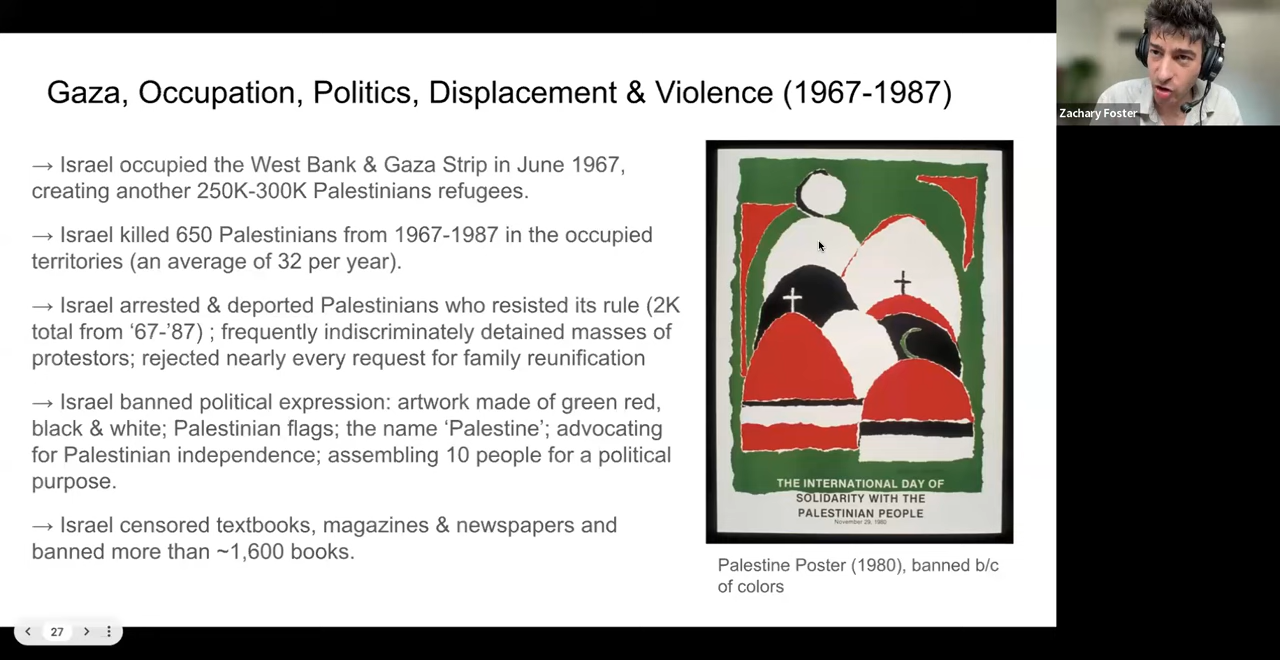 Gaza, Occupation, Politics, Displacement & Violence (1967-1987)
→ Israel occupied the West Bank & Gaza Strip in June 1967,
creating another 250K-300K Palestinians refugees.
→ Israel killed 650 Palestinians from 1967-1987 in the occupied
territories (an average of 32 per year).
→ Israel arrested & deported Palestinians who resisted its rule (2K
total from ‘67-’87) ; frequently indiscriminately detained masses of
protestors; rejected nearly every request for family reunification
→ Israel banned political expression: artwork made of green red,
black & white; Palestinian flags; the name ‘Palestine’; advocating
for Palestinian independence; assembling 10 people for a political
purpose.
→ Israel censored textbooks, magazines & newspapers and
banned more than ~1,600 books.
THE INTERNATIONAL DAY OF
SOLIDARITY WITH THE
PALESTINIAN PEOPLE
November 29, 1980
Palestine Poster (1980), banned b/c
of colors
Zachary Foster
27